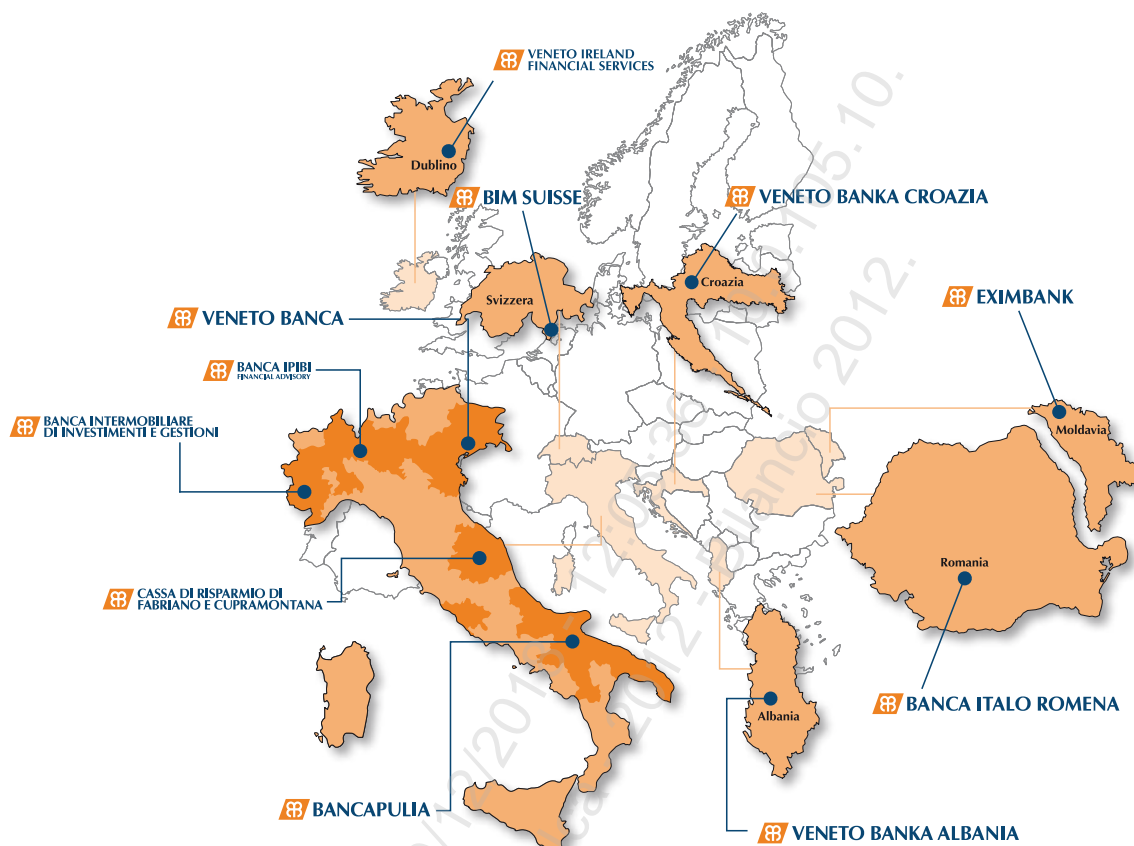 VENETO IRELAND
FINANCIAL SERVICES
Dublino
BIM SUISSE
VENETO BANKA CROAZIA
Svizzera
Croazia
EXIMBANK
VENETO BANCA
BANCA IPIBI
FINANCIAL ADVISORY
BANCA INTERMOBILIARE
DI INVESTIMENTI E GESTIONI
Moldavia
Romania
CASSA DI RISPARMIO DI
FABRIANO E CUPRAMONTANA
BANCA ITALO ROMENA
Albania
BANCAPULIA
VENETO BANKA ALBANIA